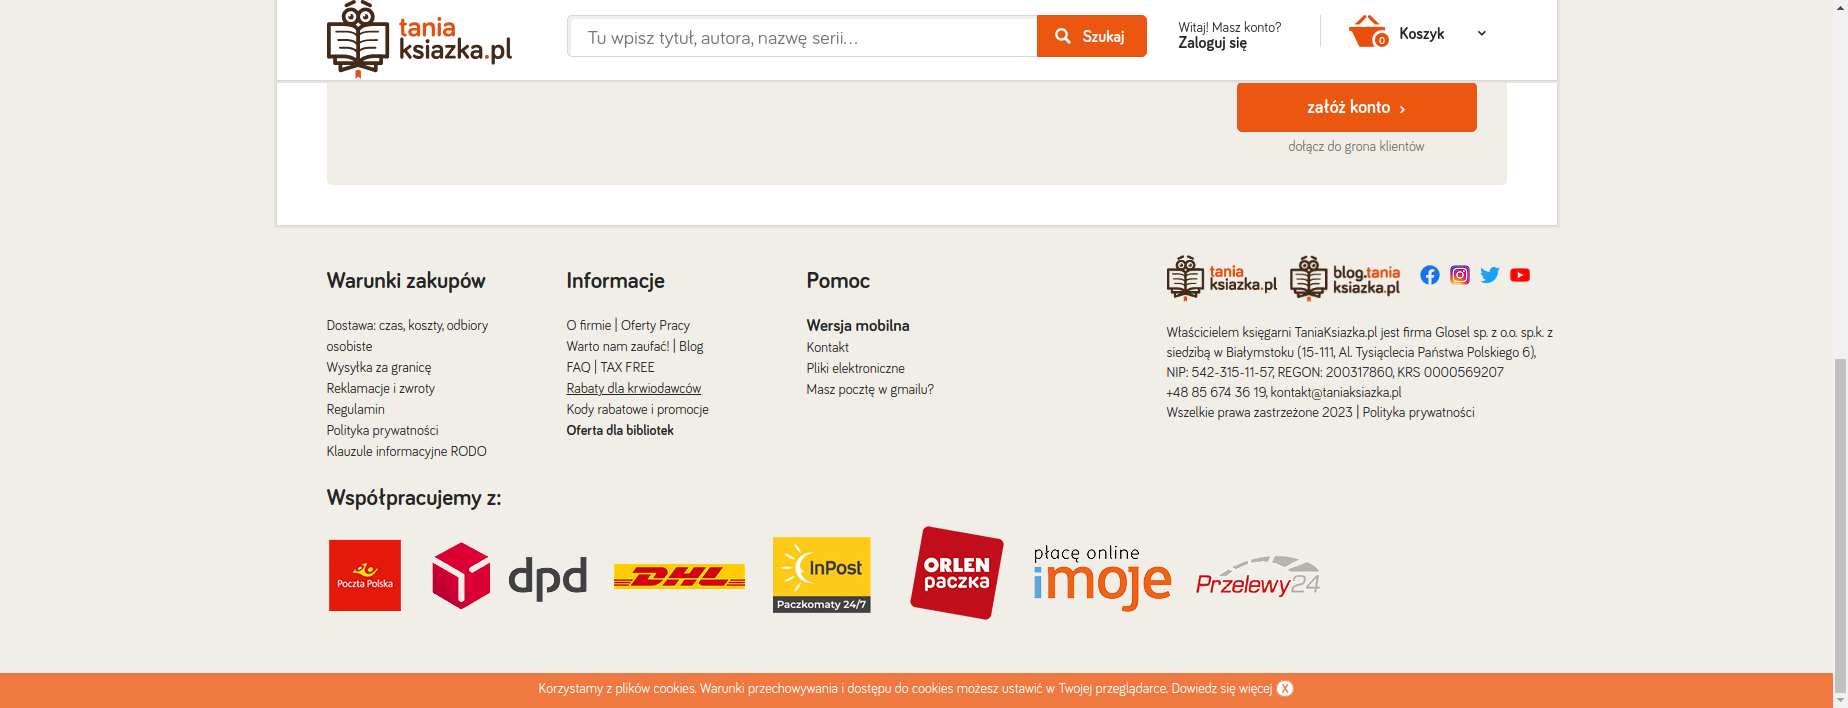 tania
ksiazka.pl
Tu wpisz tytuł, autora, nazwę serii...
Szukaj
Witaj! Masz konto?
Zaloguj się
0
Koszyk
załóż konto ›
dołącz do grona klientów
Warunki zakupów
Dostawa: czas, koszty, odbiory
osobiste
Wysyłka za granicę
Reklamacje i zwroty
Regulamin
Polityka prywatności
Klauzule informacyjne RODO
Informacje
O firmie | Oferty Pracy
Warto nam zaufać! | Blog
FAQ | TAX FREE
Rabaty dla krwiodawców
Kody rabatowe i promocje
Oferta dla bibliotek
Pomoc
Wersja mobilna
Kontakt
Pliki elektroniczne
Masz pocztę w gmailu?
tania
ksiazka.pl
blog.tania
ksiazka.pl
Właścicielem księgarni TaniaKsiazka.pl jest firma Glosel sp. z o.o. sp.k. z
siedzibą w Białymstoku (15-111, Al. Tysiąclecia Państwa Polskiego 6),
NIP: 542-315-11-57, REGON: 200317860, KRS 0000569207
+48 85 674 36 19, kontakt@taniaksiazka.pl
Wszelkie prawa zastrzeżone 2023 | Polityka prywatności
Współpracujemy z:
Poczta Polska
dpd
DHL
InPost
Paczkomaty 24/7
ORLEN
paczka
płacę online
imoje
Przelewy24
Korzystamy z plików cookies. Warunki przechowywania i dostępu do cookies możesz ustawić w Twojej przeglądarce. Dowiedz się więcej X